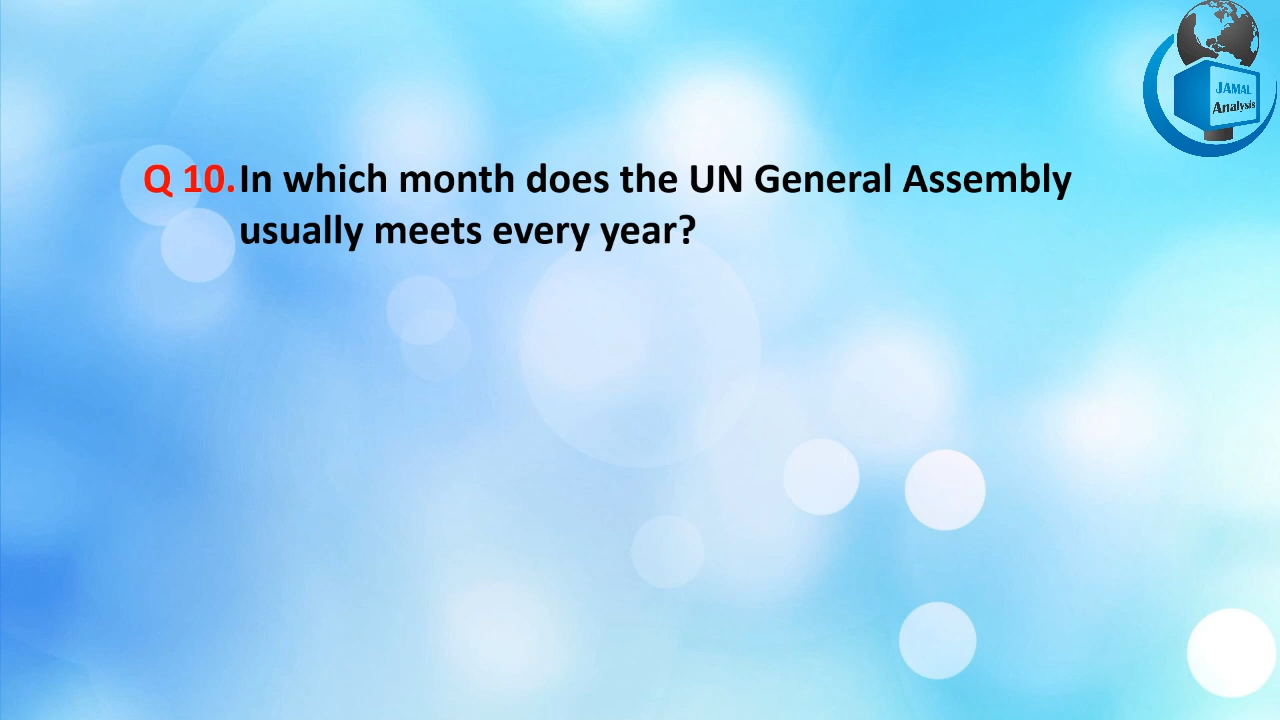 JAMAL
Analysis
Q 10. In which month does the UN General Assembly
usually meets every year?